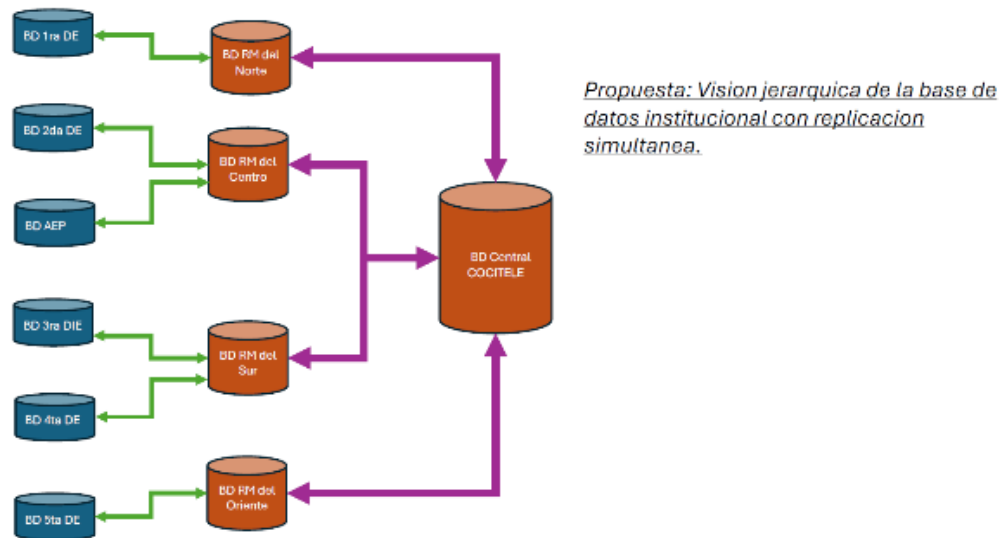 BD 1ra DE
BD RM del
Norte
Propuesta: Vision jerarquica de la base de
datos institucional con replicacion
simultanea.
BD 2da DE
BD RM del
Centro
BD AEP
BD Central
COCITELE
BD 3ra DIE
BD RM del
Sur
BD 4ta DE
BD RM del
Oriente
BD 5ta DE